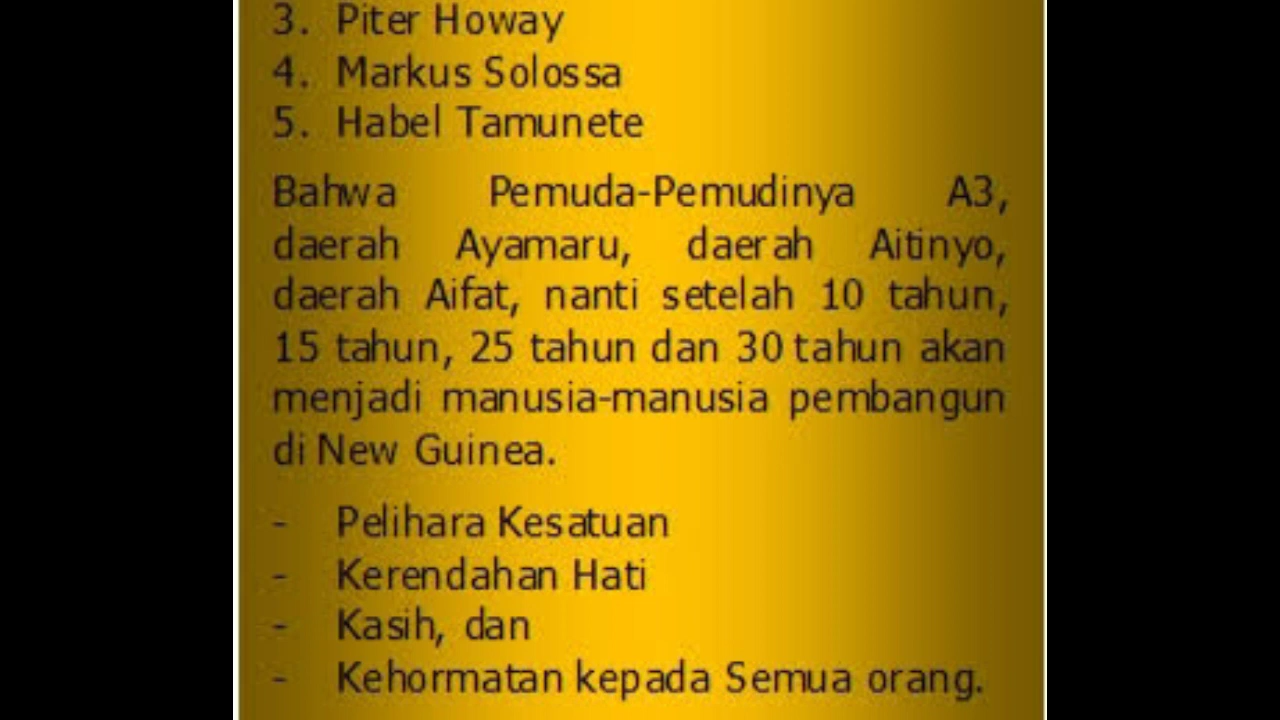 3. Piter Howay
4. Markus Solossa
5. Habel Tamunete
Bahwa Pemuda-Pemudinya A3,
daerah Ayamaru, daerah Aitinyo,
daerah Aifat, nanti setelah 10 tahun,
15 tahun, 25 tahun dan 30 tahun akan
menjadi manusia-manusia pembangun
di New Guinea.
- Pelihara Kesatuan
- Kerendahan Hati
- Kasih, dan
- Kehormatan kepada Semua orang.